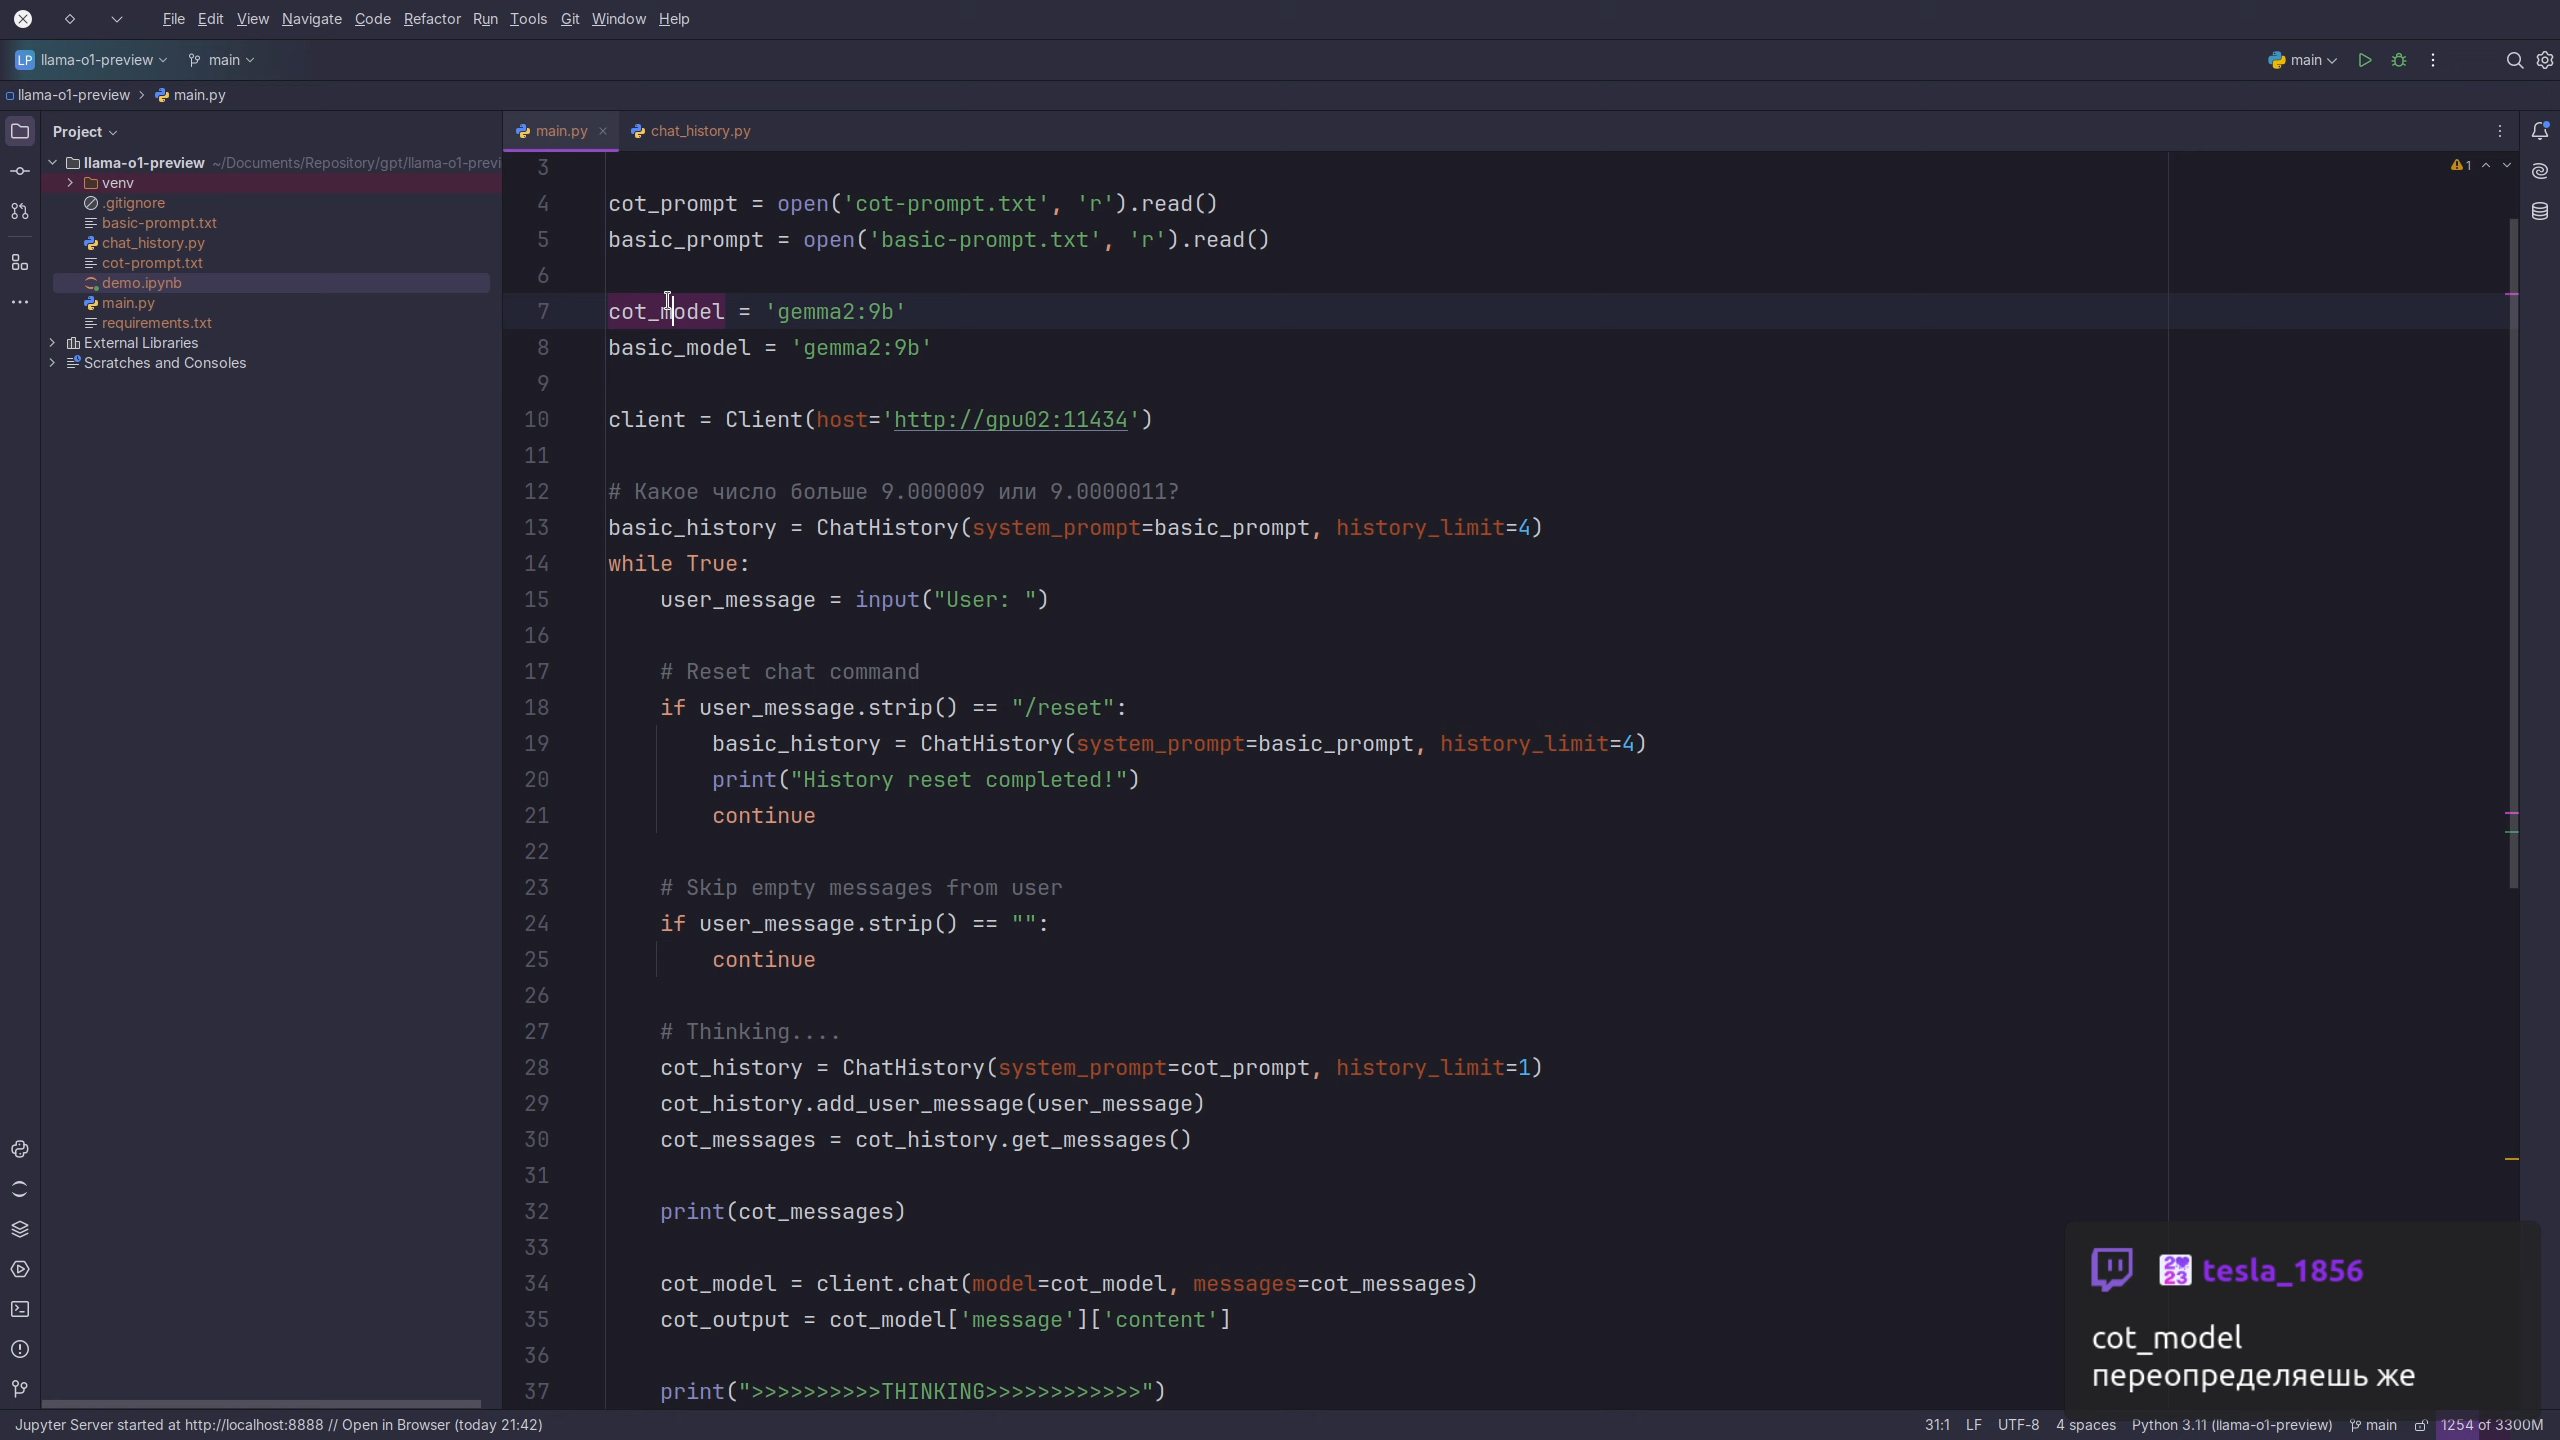 File Edit View Navigate Code Refactor Run Tools Git Window Help
LP llama-o1-preview main main
llama-o1-preview main.py
Project
main.py chat_history.py
llama-o1-preview ~/Documents/Repository/gpt/llama-o1-previ
venv
.gitignore
basic-prompt.txt
chat_history.py
cot-prompt.txt
demo.ipynb
main.py
requirements.txt
External Libraries
Scratches and Consoles
1
3
4 cot_prompt = open('cot-prompt.txt', 'r').read()
5 basic_prompt = open('basic-prompt.txt', 'r').read()
6
7 cot_model = 'gemma2:9b'
8 basic_model = 'gemma2:9b'
9
10 client = Client(host='http://gpu02:11434')
11
12 # Какое число больше 9.000009 или 9.0000011?
13 basic_history = ChatHistory(system_prompt=basic_prompt, history_limit=4)
14 while True:
15 user_message = input("User: ")
16
17 # Reset chat command
18 if user_message.strip() == "/reset":
19 basic_history = ChatHistory(system_prompt=basic_prompt, history_limit=4)
20 print("History reset completed!")
21 continue
22
23 # Skip empty messages from user
24 if user_message.strip() == "":
25 continue
26
27 # Thinking....
28 cot_history = ChatHistory(system_prompt=cot_prompt, history_limit=1)
29 cot_history.add_user_message(user_message)
30 cot_messages = cot_history.get_messages()
31
32 print(cot_messages)
33
34 cot_model = client.chat(model=cot_model, messages=cot_messages)
35 cot_output = cot_model['message']['content']
36
37 print(">>>>>>>>>>THINKING>>>>>>>>>>>>")
2023 tesla_1856
cot_model
переопределяешь же
Jupyter Server started at http://localhost:8888 // Open in Browser (today 21:42) 31:1 LF UTF-8 4 spaces Python 3.11 (llama-o1-preview) main 1254 of 3300M